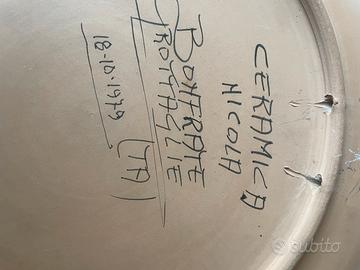 CERAMICA
NICOLA
BONFRATE
GROTTAGLIE
(TA)
18-10-1979
subito